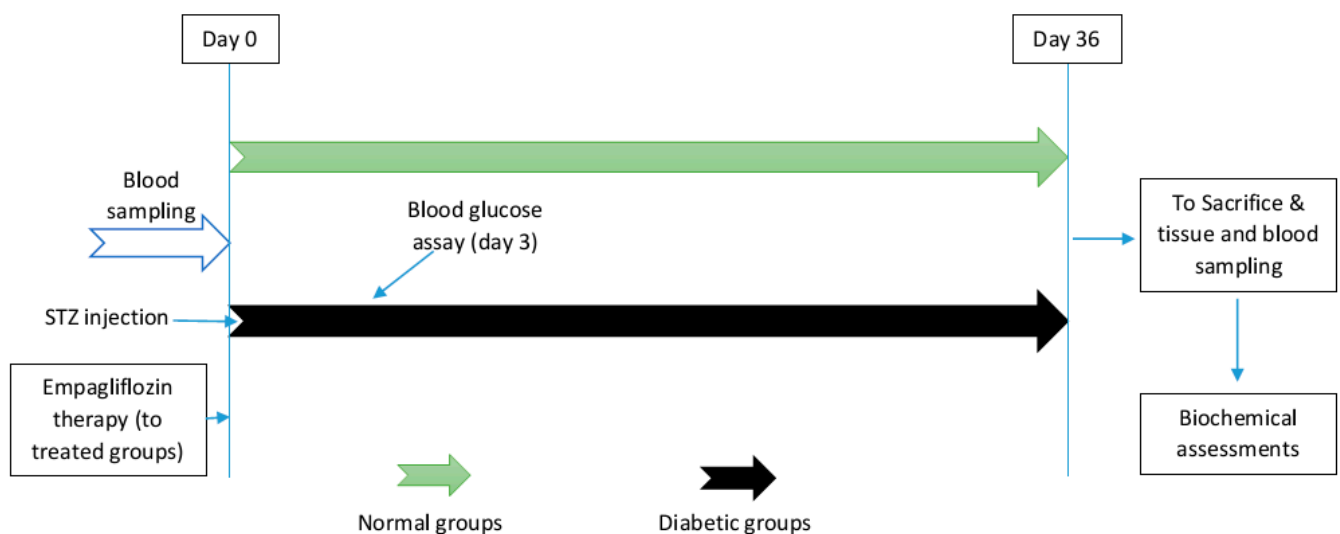 Day 0
Day 36
Blood
sampling
Blood glucose
assay (day 3)
To Sacrifice &
tissue and blood
sampling
STZ injection
Empagliflozin
therapy (to
treated groups)
Biochemical
assessments
Normal groups
Diabetic groups